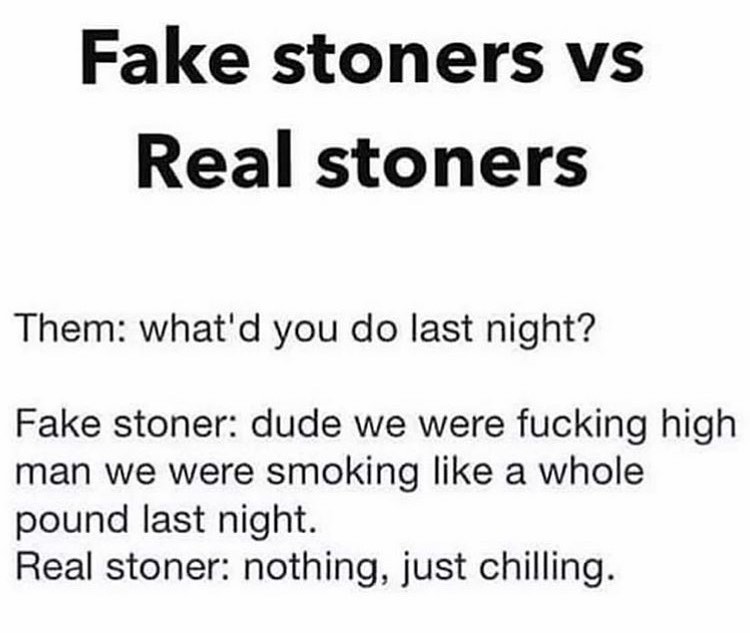 Fake stoners vs
Real stoners
Them: what'd you do last night?
Fake stoner: dude we were fucking high
man we were smoking like a whole
pound last night.
Real stoner: nothing, just chilling.